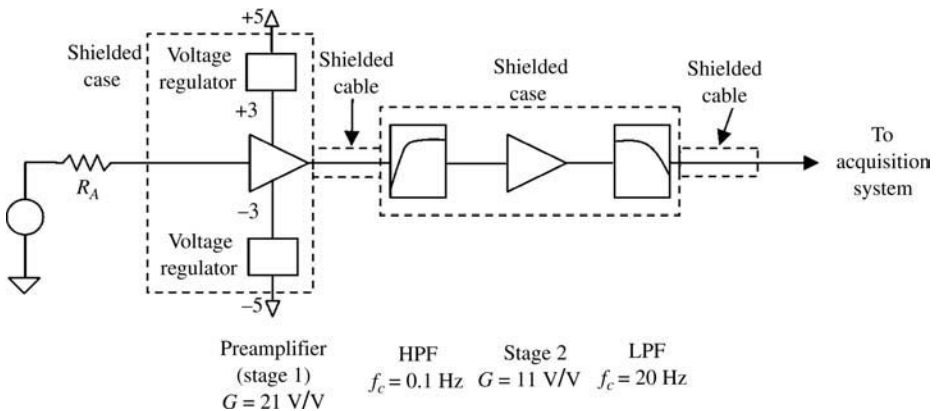 +5
Shielded
case
Voltage
regulator
+3
Shielded
cable
Shielded
case
Shielded
cable
To
acquisition
system
R_A
−3
Voltage
regulator
−5
Preamplifier
(stage 1)
G = 21 V/V
HPF
f_c = 0.1 Hz
Stage 2
G = 11 V/V
LPF
f_c = 20 Hz